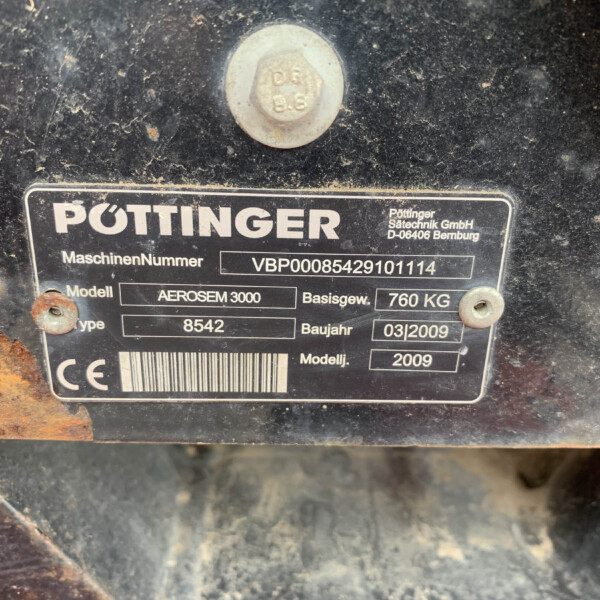 DE
8.8
PÖTTINGER
Pöttinger
Sätechnik GmbH
D-06406 Bernburg
MaschinenNummer VBP00085429101114
Modell AEROSEM 3000 Basisgew. 760 KG
Type 8542 Baujahr 03|2009
CE Modellj. 2009